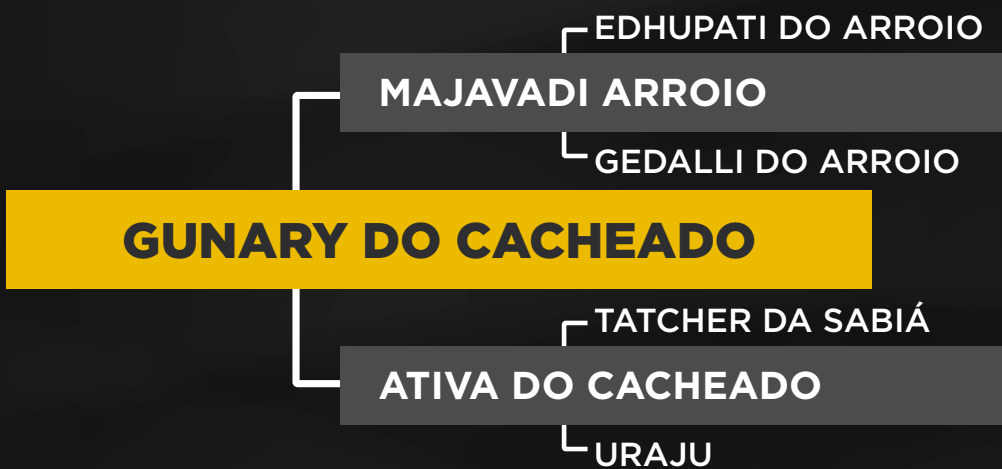 EDHUPATI DO ARROIO
MAJAVADI ARROIO
GEDALLI DO ARROIO
GUNARY DO CACHEADO
TATCHER DA SABIÁ
ATIVA DO CACHEADO
URAJU